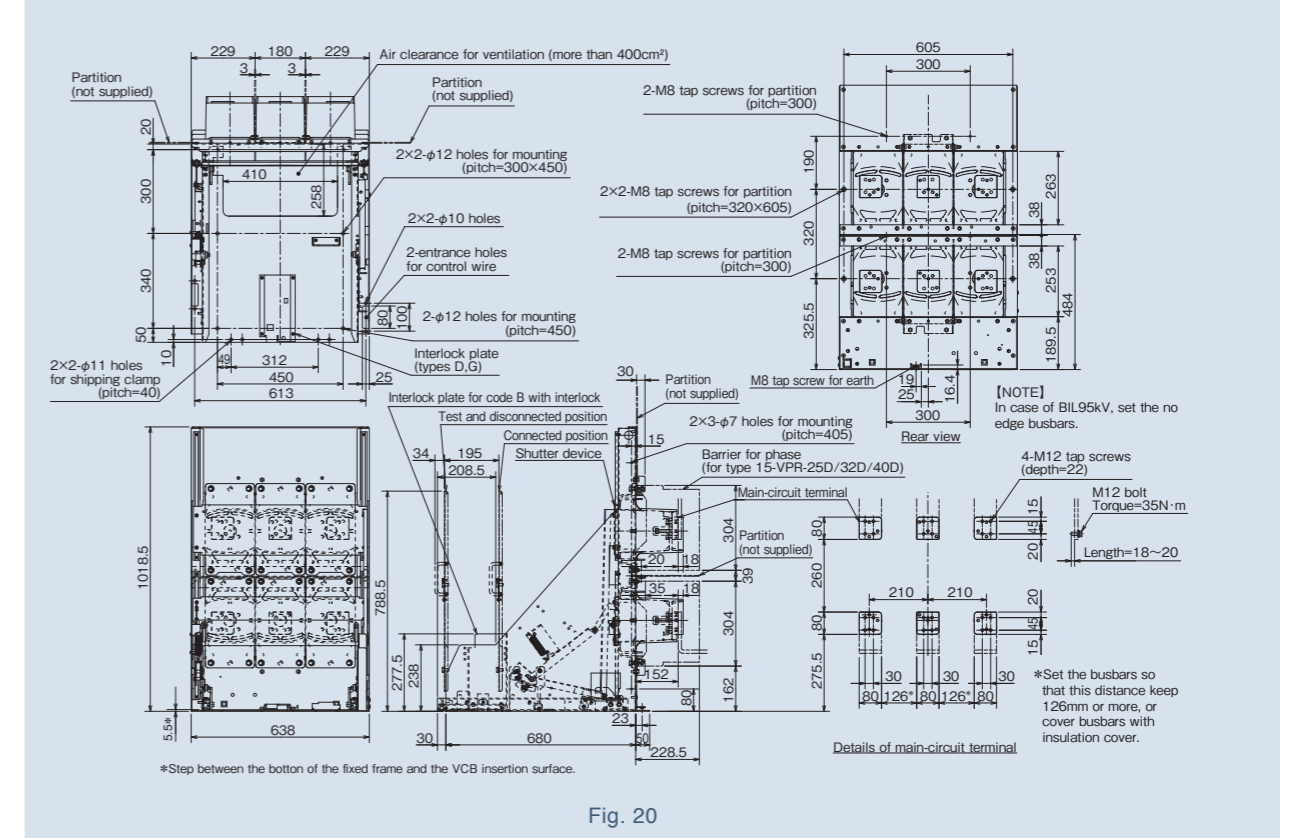 229
180
229
3
3
Air clearance for ventilation (more than 400cm²)
Partition
(not supplied)
Partition
(not supplied)
20
300
340
50
10
410
258
2×2-φ12 holes for mounting
(pitch=300×450)
2×2-φ10 holes
2-entrance holes
for control wire
80
100
2-φ12 holes for mounting
(pitch=450)
Interlock plate
(types D,G)
2×2-φ11 holes
for shipping clamp
(pitch=40)
49
312
450
25
613
605
300
2-M8 tap screws for partition
(pitch=300)
2×2-M8 tap screws for partition
(pitch=320×605)
2-M8 tap screws for partition
(pitch=300)
190
320
325.5
263
38
38
253
484
189.5
M8 tap screw for earth
19
25
16.4
300
Rear view
【NOTE】
In case of BIL95kV, set the no
edge busbars.
1018.5
5.5*
638
Interlock plate for code B with interlock
Test and disconnected position
Connected position
Shutter device
34
195
208.5
788.5
277.5
238
30
680
23
50
228.5
30
Partition
(not supplied)
15
2×3-φ7 holes for mounting
(pitch=405)
Barrier for phase
(for type 15-VPR-25D/32D/40D)
Main-circuit terminal
Partition
(not supplied)
20
18
35
18
304
39
304
162
152
80
4-M12 tap screws
(depth=22)
M12 bolt
Torque=35N·m
Length=18～20
15
45
20
80
260
80
275.5
210
210
20
45
15
30
30
30
80
126*
80
126*
80
*Set the busbars so
that this distance keep
126mm or more, or
cover busbars with
insulation cover.
Details of main-circuit terminal
*Step between the botton of the fixed frame and the VCB insertion surface.
Fig. 20